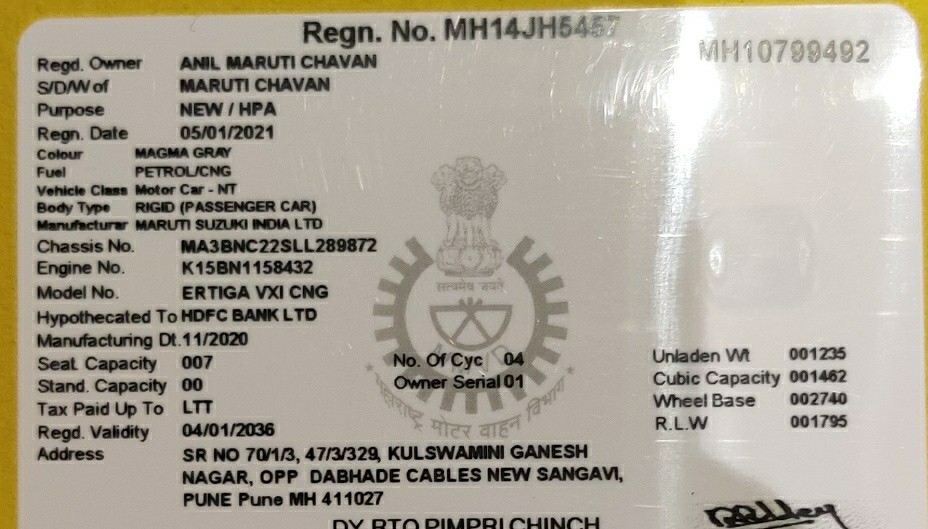 Regn. No. MH14JH5457
MH10799492
Regd. Owner ANIL MARUTI CHAVAN
S/D/W of MARUTI CHAVAN
Purpose NEW / HPA
Regn. Date 05/01/2021
Colour MAGMA GRAY
Fuel PETROL/CNG
Vehicle Class Motor Car - NT
Body Type RIGID (PASSENGER CAR)
Manufacturar MARUTI SUZUKI INDIA LTD
Chassis No. MA3BNC22SLL289872
Engine No. K15BN1158432
Model No. ERTIGA VXI CNG
Hypothecated To HDFC BANK LTD
Manufacturing Dt. 11/2020
Seat Capacity 007 No. Of Cyc 04 Unladen Wt 001235
Stand. Capacity 00 Owner Serial 01 Cubic Capacity 001462
Tax Paid Up To LTT Wheel Base 002740
Regd. Validity 04/01/2036 R.L.W 001795
Address SR NO 70/1/3, 47/3/329, KULSWAMINI GANESH
NAGAR, OPP DABHADE CABLES NEW SANGAVI,
PUNE Pune MH 411027
DY RTO PIMPRI CHINCH
सत्यमेव जयते
महाराष्ट्र मोटर वाहन विभाग